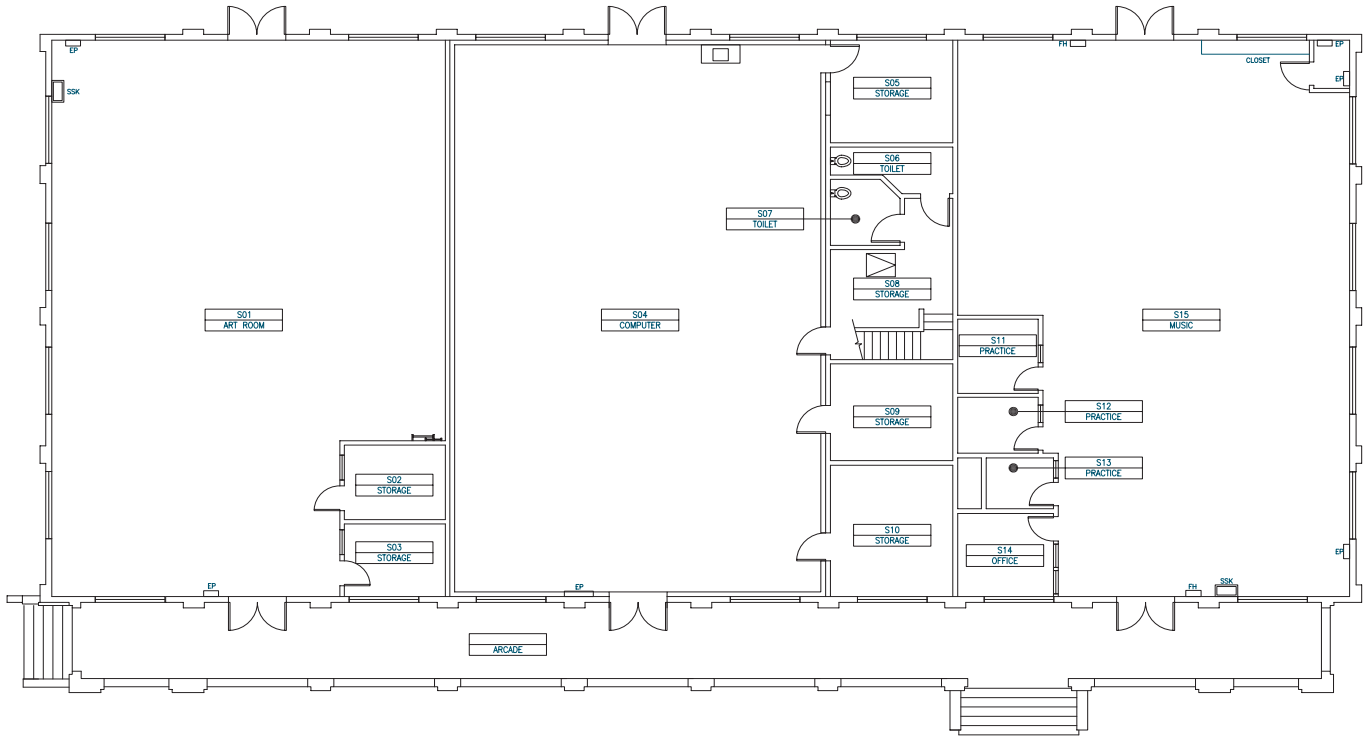 EP
FH
EP
CLOSET
SSK
EP
S05
STORAGE
S06
TOILET
S07
TOILET
S08
STORAGE
S01
ART ROOM
S04
COMPUTER
S15
MUSIC
S11
PRACTICE
S12
PRACTICE
S09
STORAGE
S13
PRACTICE
S02
STORAGE
S10
STORAGE
S03
STORAGE
S14
OFFICE
EP
EP
EP
SSK
FH
ARCADE